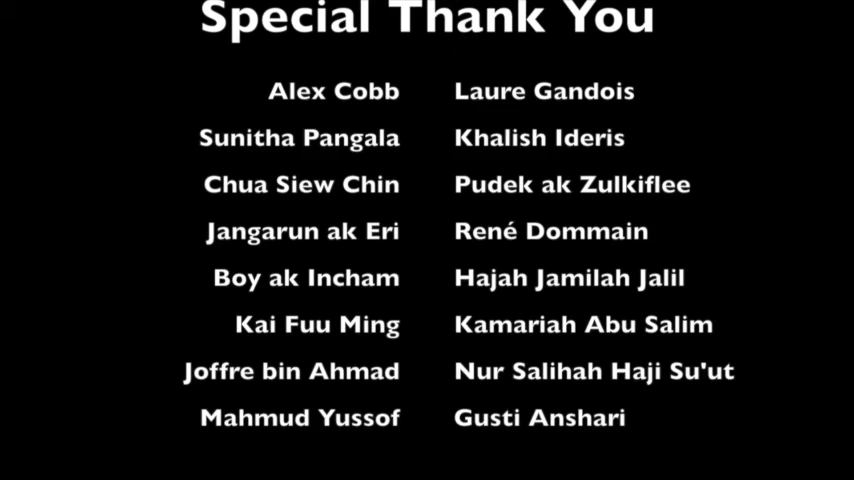 Special Thank You
Alex Cobb Laure Gandois
Sunitha Pangala Khalish Ideris
Chua Siew Chin Pudek ak Zulkiflee
Jangarun ak Eri René Dommain
Boy ak Incham Hajah Jamilah Jalil
Kai Fuu Ming Kamariah Abu Salim
Joffre bin Ahmad Nur Salihah Haji Su'ut
Mahmud Yussof Gusti Anshari